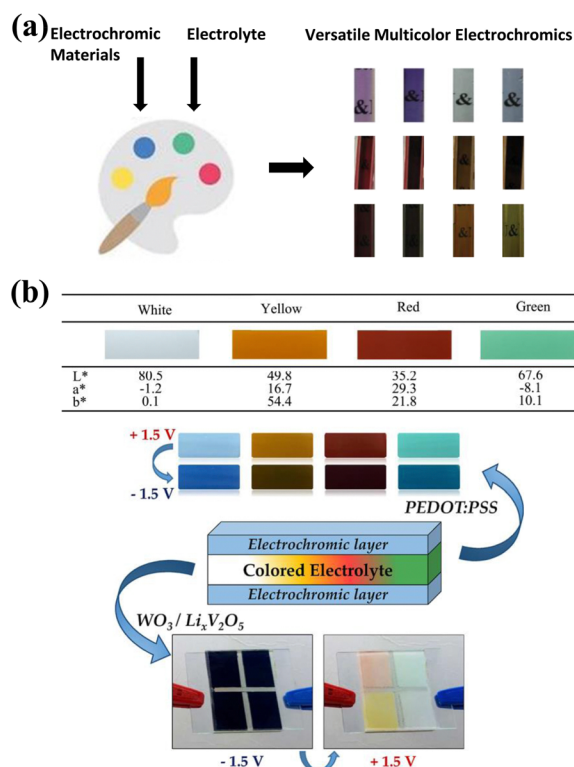 (a)
Electrochromic Materials
Electrolyte
Versatile Multicolor Electrochromics
&
&
&
&
&
&
&
&
&
(b)
White Yellow Red Green
L* 80.5 49.8 35.2 67.6
a* -1.2 16.7 29.3 -8.1
b* 0.1 54.4 21.8 10.1
+ 1.5 V
- 1.5 V
PEDOT:PSS
Electrochromic layer
Colored Electrolyte
Electrochromic layer
WO3 / LixV2O5
- 1.5 V
+ 1.5 V